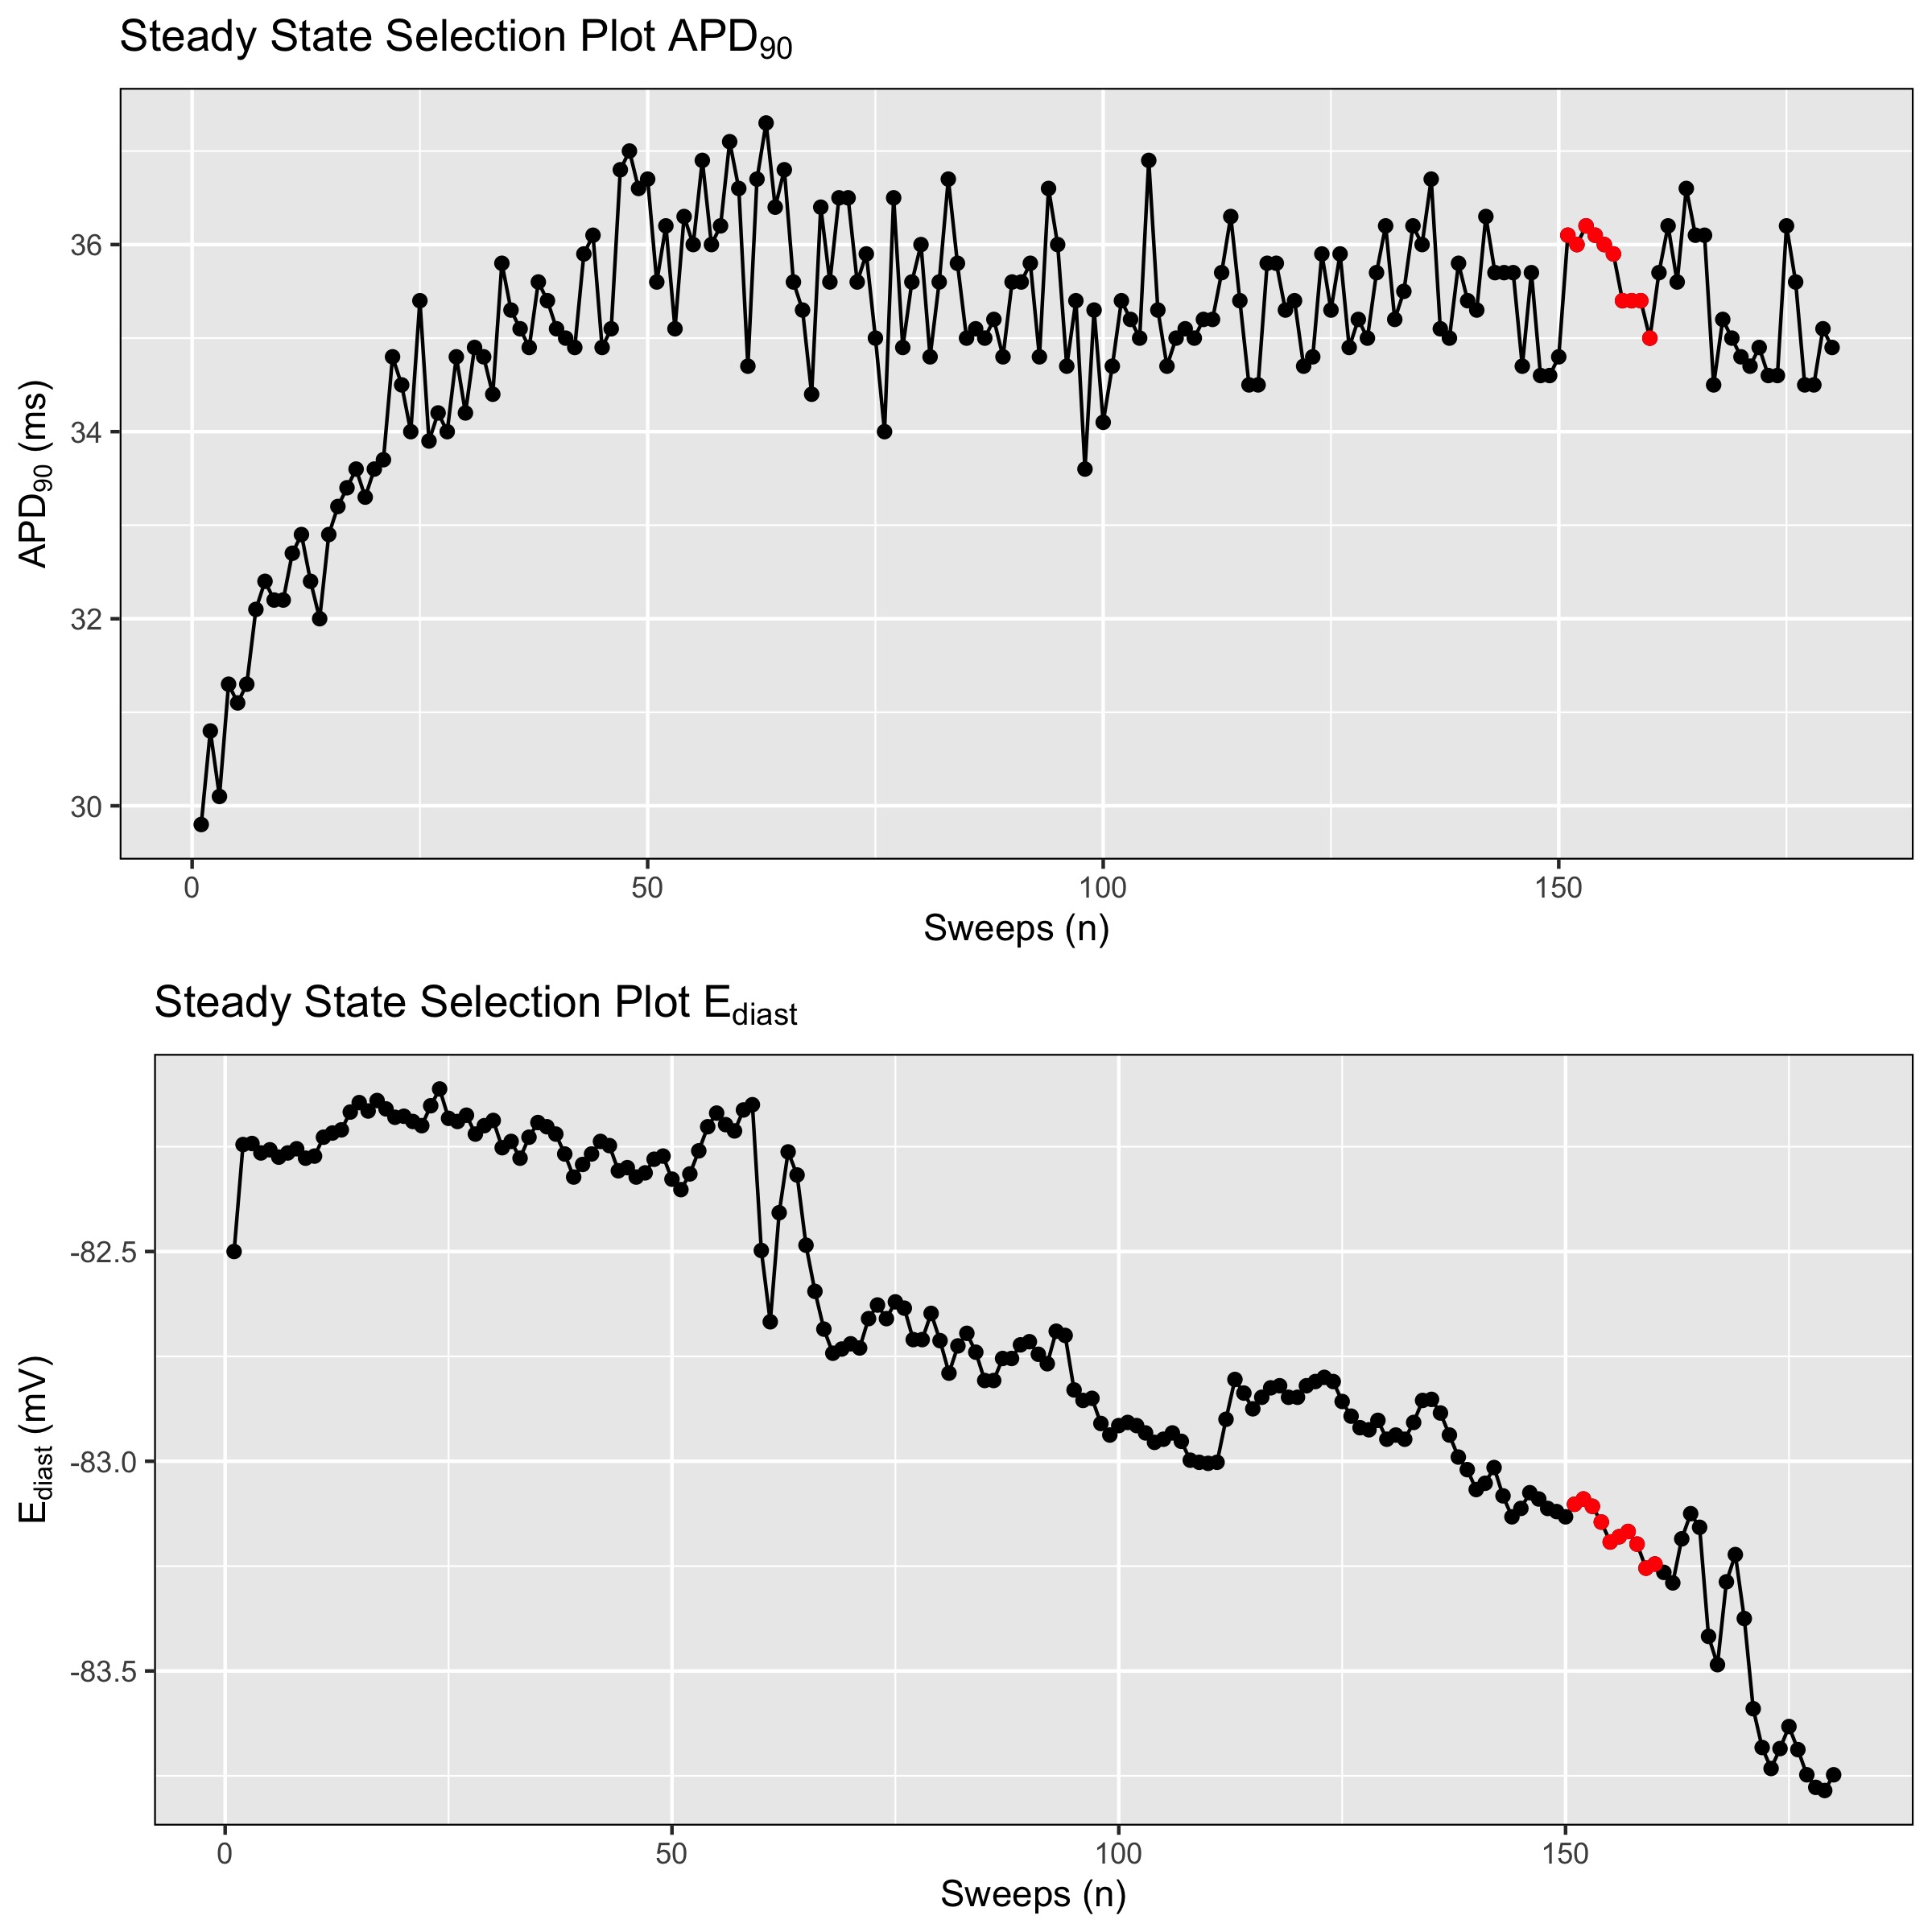 Steady State Selection Plot APD90
APD90 (ms)
36
34
32
30
0 50 100 150
Sweeps (n)
Steady State Selection Plot Ediast
Ediast (mV)
-82.5
-83.0
-83.5
0 50 100 150
Sweeps (n)